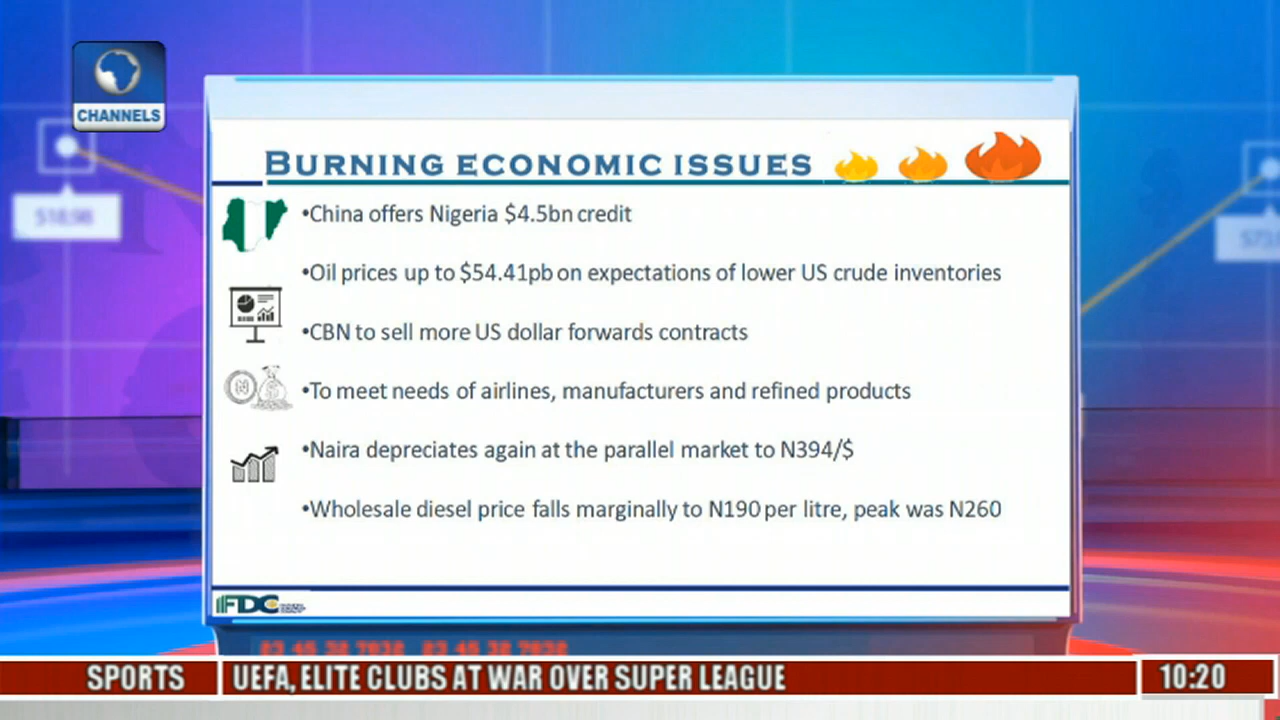 CHANNELS
BURNING ECONOMIC ISSUES
•China offers Nigeria $4.5bn credit
•Oil prices up to $54.41pb on expectations of lower US crude inventories
•CBN to sell more US dollar forwards contracts
•To meet needs of airlines, manufacturers and refined products
•Naira depreciates again at the parallel market to N394/$
•Wholesale diesel price falls marginally to N190 per litre, peak was N260
FDC
SPORTS
UEFA, ELITE CLUBS AT WAR OVER SUPER LEAGUE
10:20